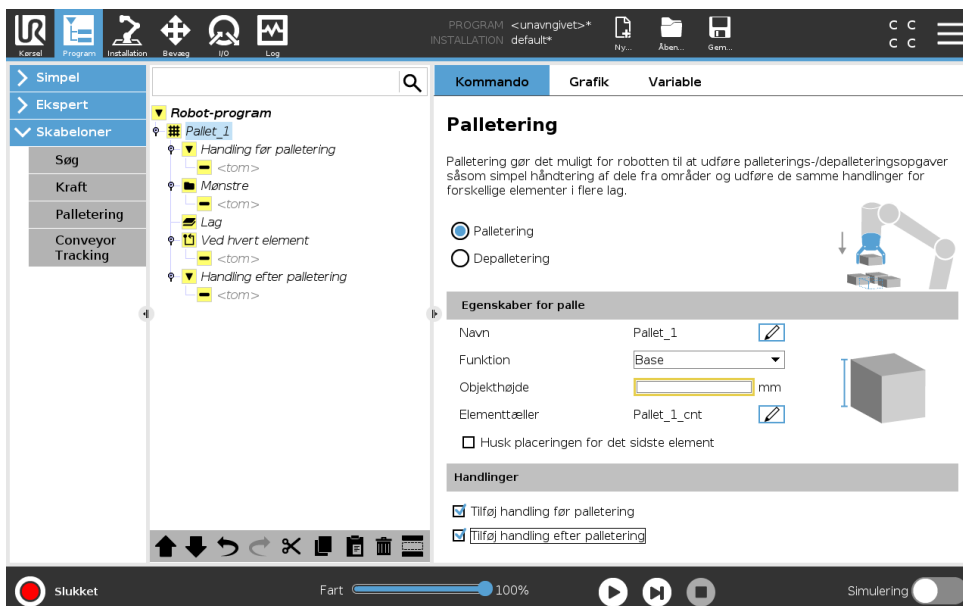 UR
PROGRAM <unavngivet>*
INSTALLATION default*
Kørsel Program Installation Bevæg I/O Log
Ny... Åben... Gem...
C C
C C
Simpel
Ekspert
Skabeloner
Søg
Kraft
Palletering
Conveyor
Tracking
Robot-program
Pallet_1
Handling før palletering
<tom>
Mønstre
<tom>
Lag
Ved hvert element
<tom>
Handling efter palletering
<tom>
Kommando Grafik Variable
Palletering
Palletering gør det muligt for robotten til at udføre palleterings-/depalleteringsopgaver
såsom simpel håndtering af dele fra områder og udføre de samme handlinger for
forskellige elementer i flere lag.
Palletering
Depalletering
Egenskaber for palle
Navn Pallet_1
Funktion Base
Objekthøjde mm
Elementtæller Pallet_1_cnt
Husk placeringen for det sidste element
Handlinger
Tilføj handling før palletering
Tilføj handling efter palletering
Slukket Fart 100% Simulering